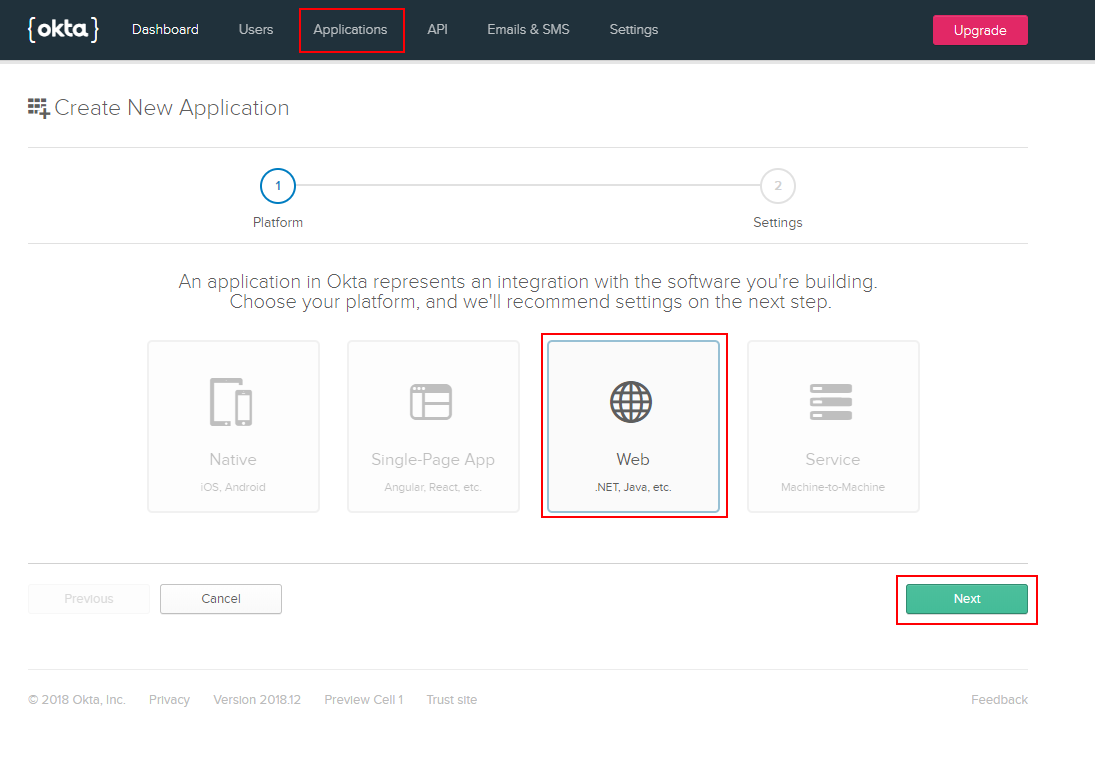 {okta} Dashboard Users Applications API Emails & SMS Settings Upgrade
Create New Application
1 2
Platform Settings
An application in Okta represents an integration with the software you're building.
Choose your platform, and we'll recommend settings on the next step.
Native Single-Page App Web Service
iOS, Android Angular, React, etc. .NET, Java, etc. Machine-to-Machine
Previous Cancel Next
© 2018 Okta, Inc. Privacy Version 2018.12 Preview Cell 1 Trust site Feedback